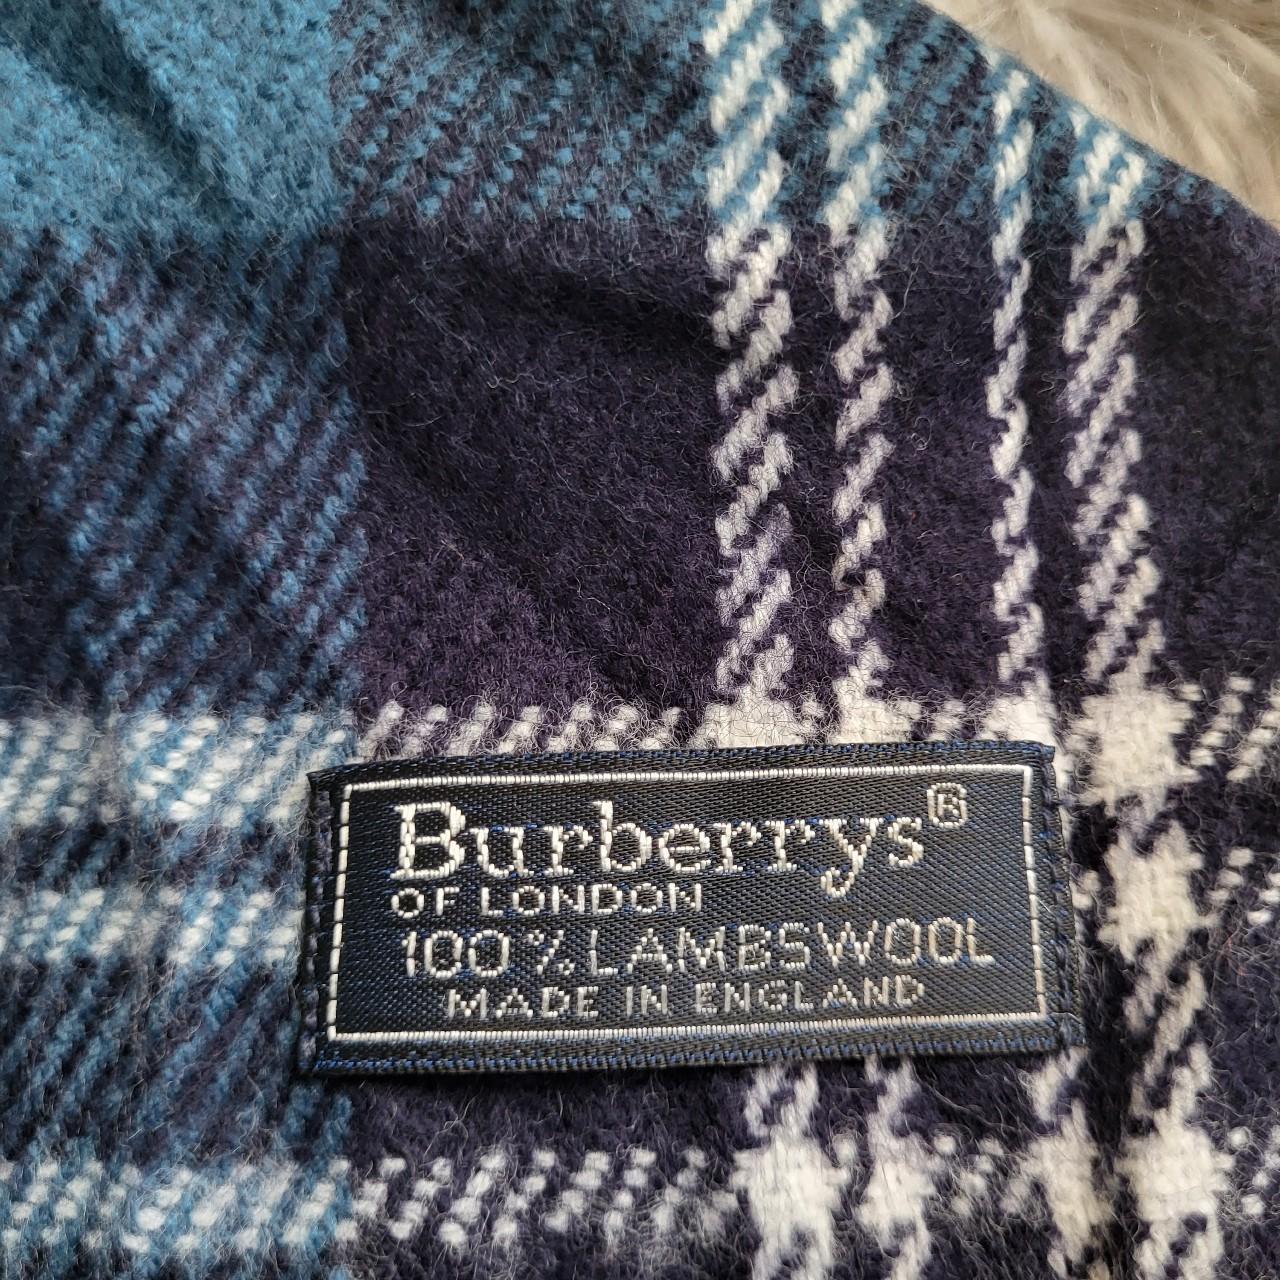 Burberrys®
OF LONDON
100% LAMBSWOOL
MADE IN ENGLAND